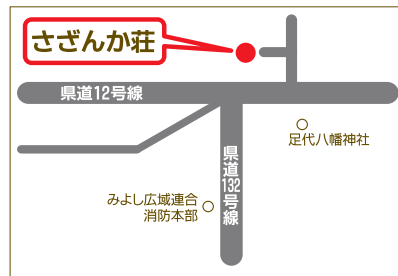 さざんか荘
県道12号線
足代八幡神社
県道132号線
みよし広域連合
消防本部